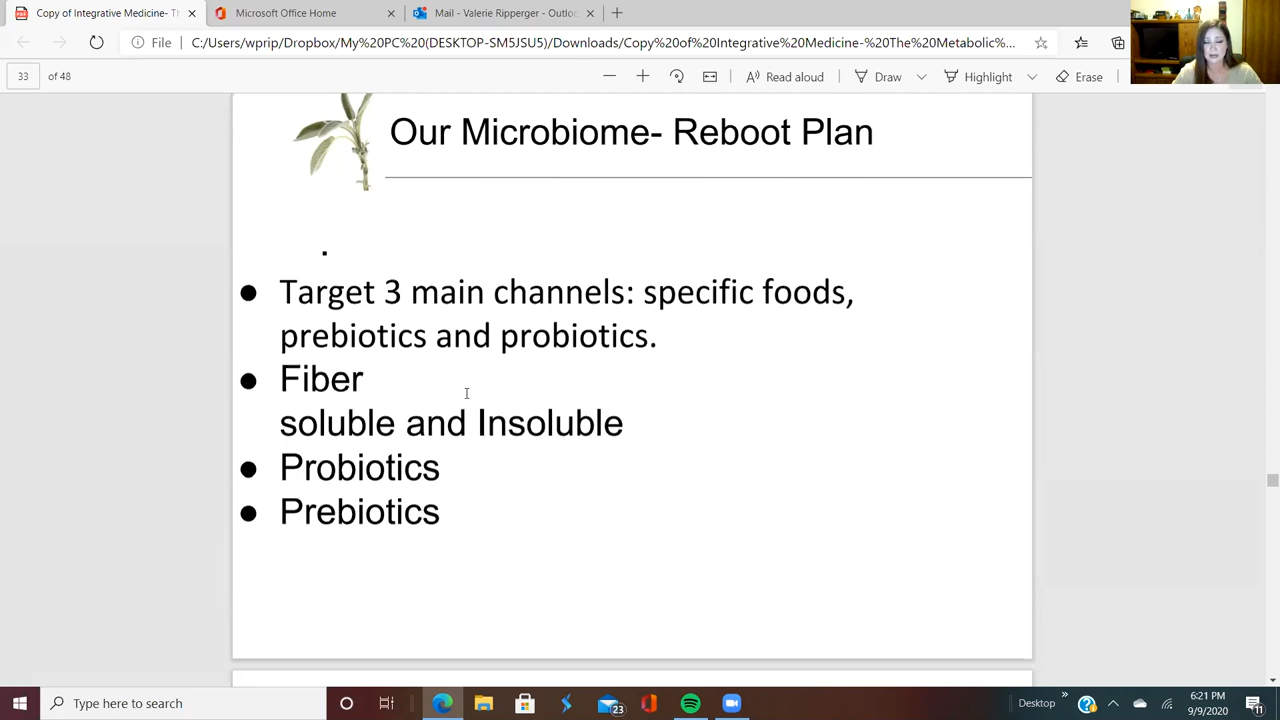 Copy of Integrative Medicine- Th
Microsoft Office Home
Mail - Valerie Ripperger - Outloo
File
C:/Users/wprip/Dropbox/My%20PC%20(DESKTOP-SM5JSU5)/Downloads/Copy%20of%20Integrative%20Medicine-%20The%20Metabolic%...
33 of 48
Read aloud
Draw
Highlight
Erase
Our Microbiome- Reboot Plan
.
● Target 3 main channels: specific foods,
prebiotics and probiotics.
● Fiber
soluble and Insoluble
● Probiotics
● Prebiotics
Type here to search
23
Desktop
»
6:21 PM
9/9/2020
11